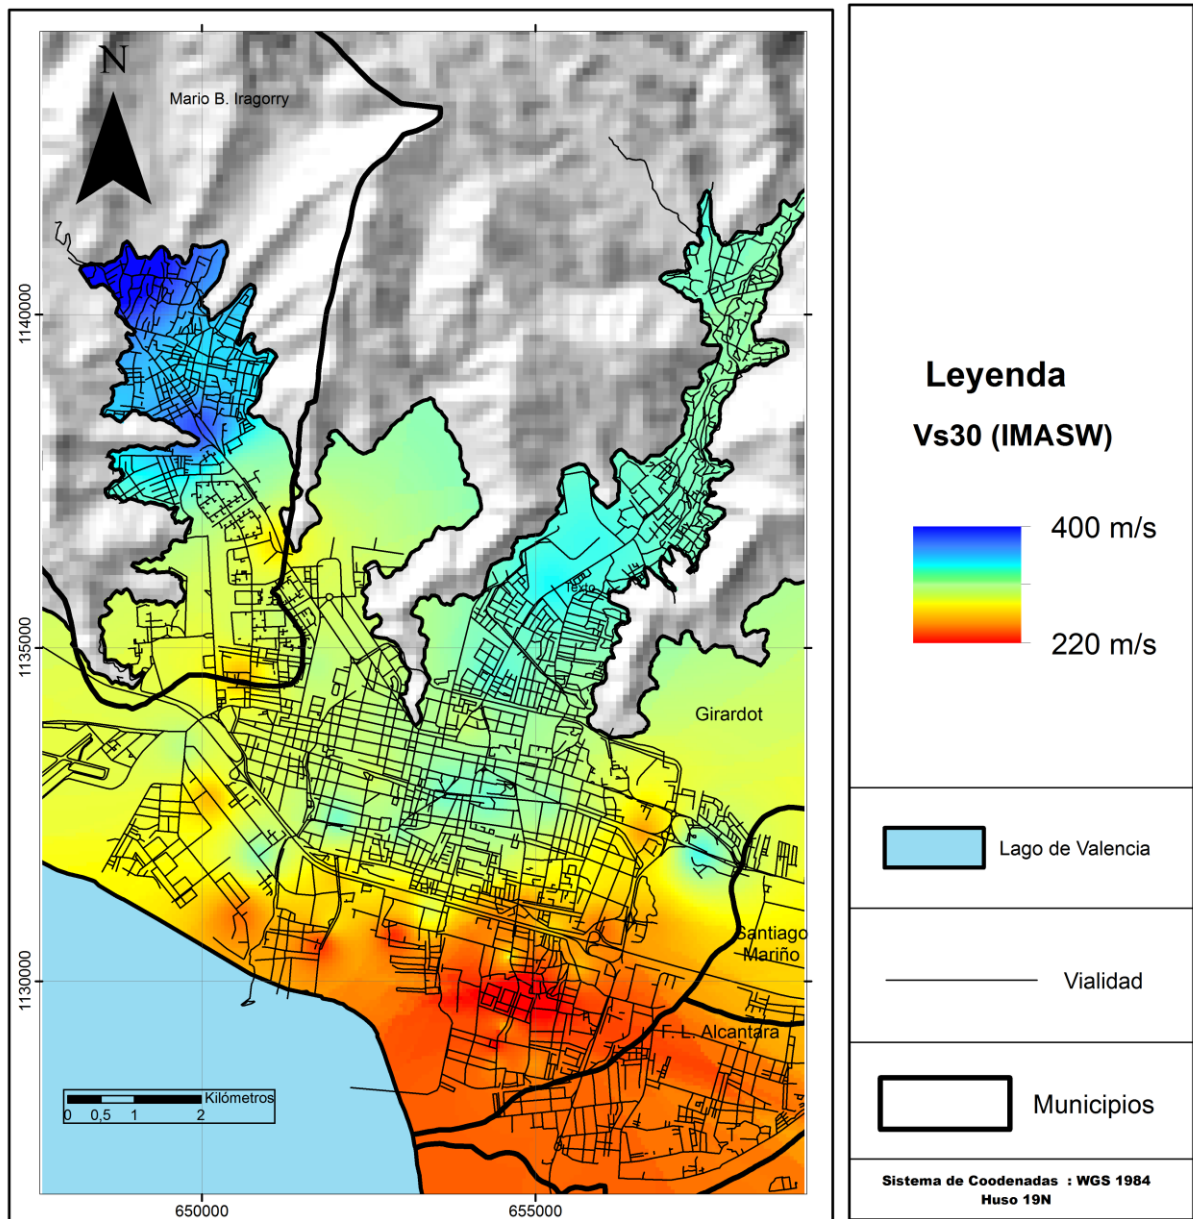 N
Mario B. Iragorry
1140000
1135000
1130000
Texto
Girardot
Santiago
Mariño
F. L. Alcantara
Kilómetros
0 0,5 1 2
650000 655000
Leyenda
Vs30 (IMASW)
400 m/s
220 m/s
Lago de Valencia
Vialidad
Municipios
Sistema de Coodenadas : WGS 1984
Huso 19N